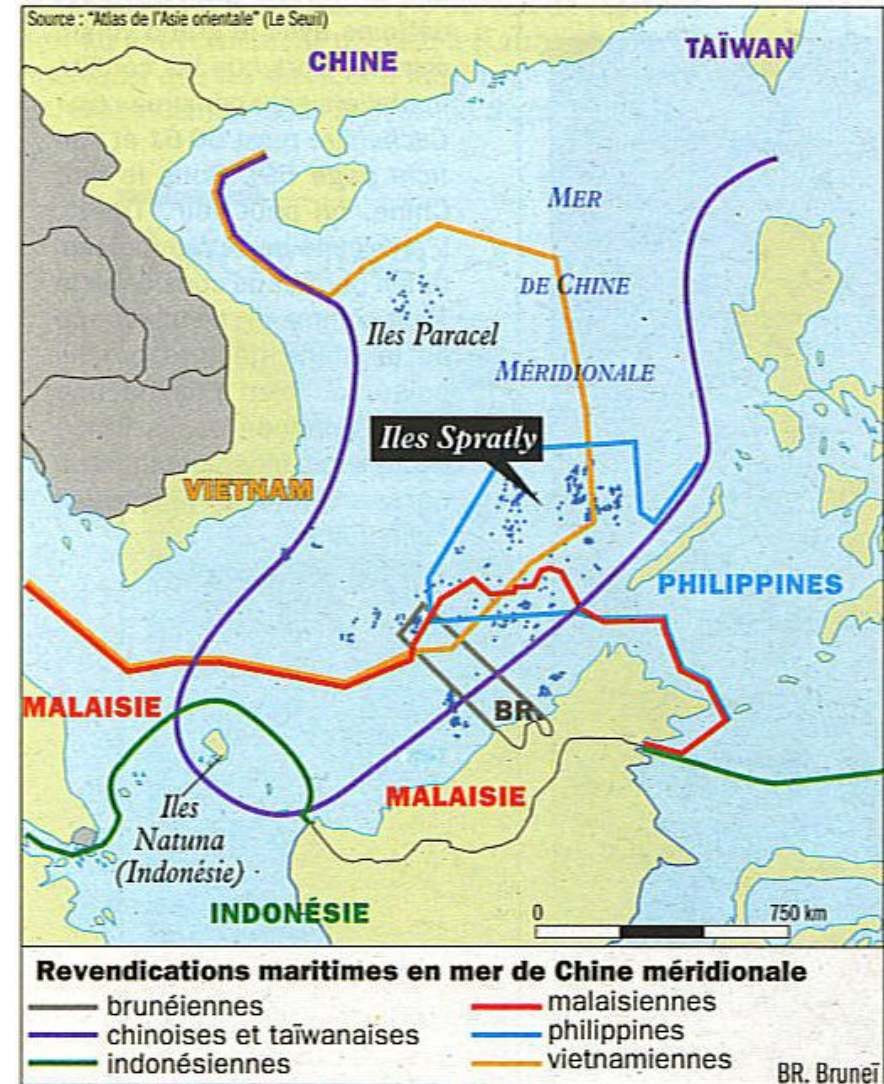 Source : "Atlas de l'Asie orientale" (Le Seuil)
CHINE
TAÏWAN
MER
DE CHINE
MÉRIDIONALE
Iles Paracel
Iles Spratly
VIETNAM
PHILIPPINES
MALAISIE
BR.
MALAISIE
Iles
Natuna
(Indonésie)
INDONÉSIE
0 750 km
Revendications maritimes en mer de Chine méridionale
brunéiennes
chinoises et taïwanaises
indonésiennes
malaisiennes
philippines
vietnamiennes
BR. Bruneï